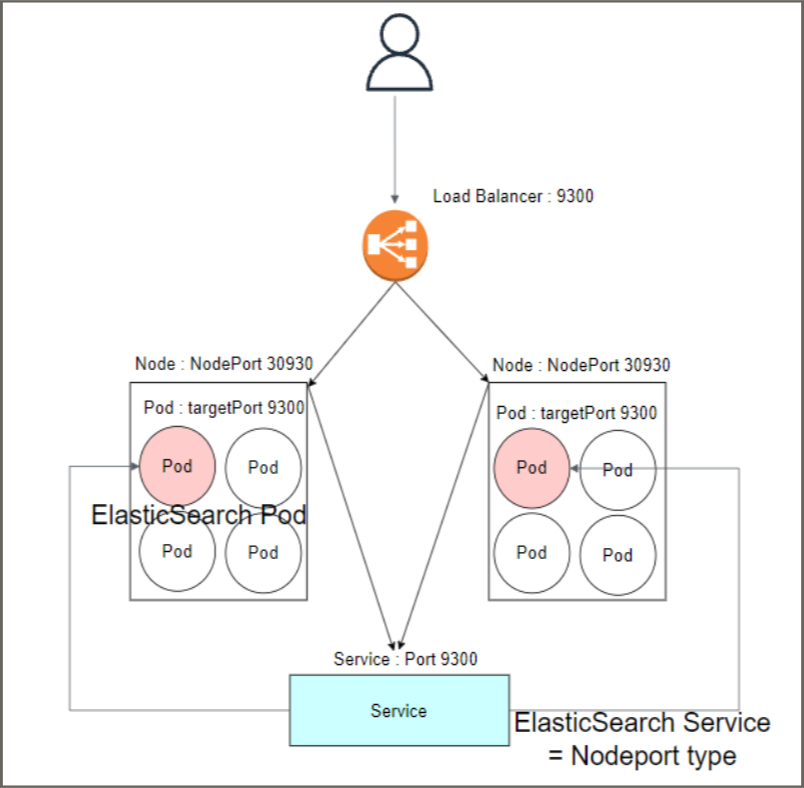 Load Balancer : 9300
Node : NodePort 30930
Node : NodePort 30930
Pod : targetPort 9300
Pod : targetPort 9300
Pod
Pod
Pod
Pod
ElasticSearch Pod
Pod
Pod
Pod
Pod
Service : Port 9300
Service
ElasticSearch Service
= Nodeport type